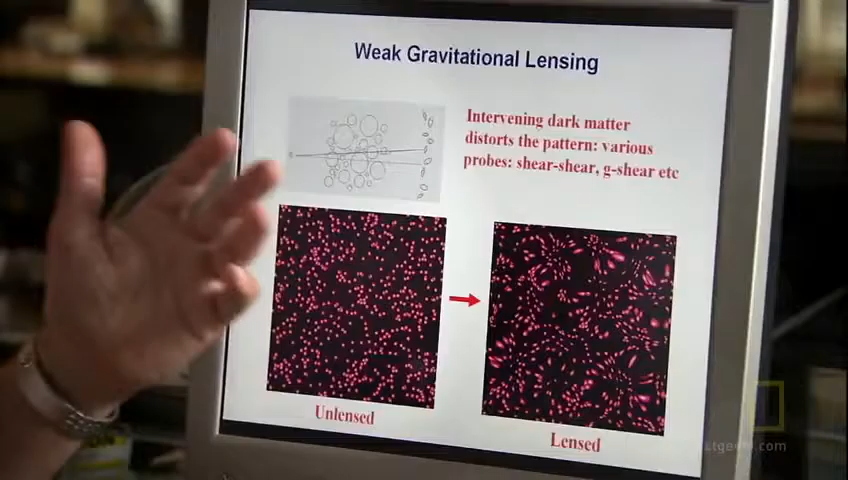 Weak Gravitational Lensing
Intervening dark matter
distorts the pattern: various
probes: shear-shear, g-shear etc
Unlensed
Lensed